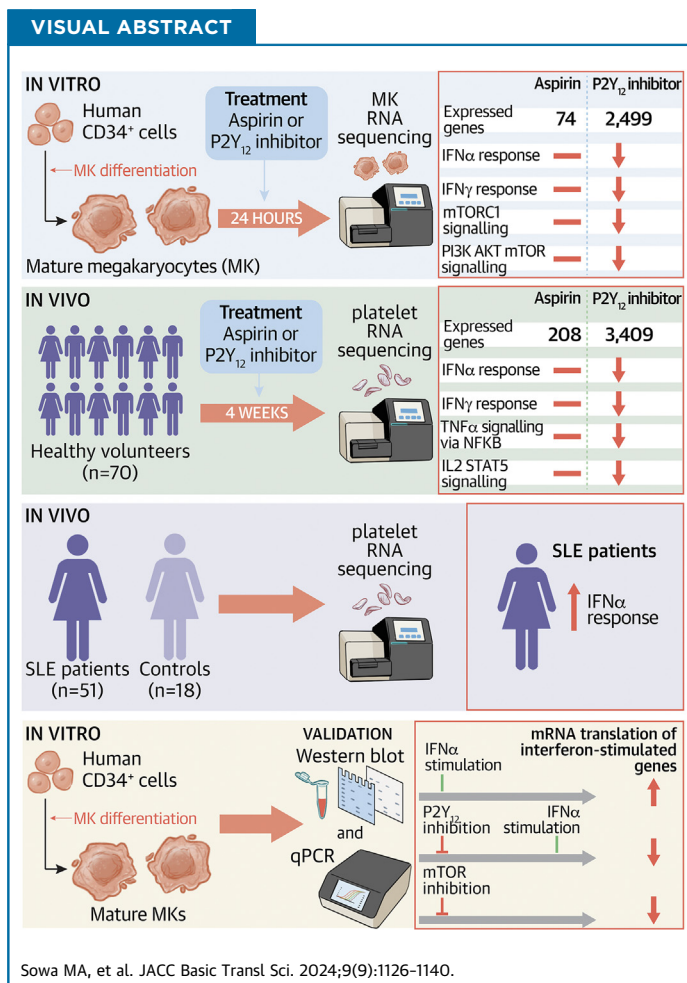 VISUAL ABSTRACT
IN VITRO
Human
CD34⁺ cells
MK differentiation
Mature megakaryocytes (MK)
Treatment
Aspirin or
P2Y₁₂ inhibitor
24 HOURS
MK
RNA
sequencing
Aspirin P2Y₁₂ inhibitor
Expressed
genes 74 2,499
IFNα response
IFNγ response
mTORC1
signalling
PI3K AKT mTOR
signalling
IN VIVO
Healthy volunteers
(n=70)
Treatment
Aspirin or
P2Y₁₂ inhibitor
4 WEEKS
platelet
RNA
sequencing
Aspirin P2Y₁₂ inhibitor
Expressed
genes 208 3,409
IFNα response
IFNγ response
TNFα signalling
via NFKB
IL2 STAT5
signalling
IN VIVO
SLE patients
(n=51)
Controls
(n=18)
platelet
RNA
sequencing
SLE patients
IFNα
response
IN VITRO
Human
CD34⁺ cells
MK differentiation
Mature MKs
VALIDATION
Western blot
and
qPCR
mRNA translation of
interferon-stimulated
genes
IFNα
stimulation
P2Y₁₂
inhibition
IFNα
stimulation
mTOR
inhibition
Sowa MA, et al. JACC Basic Transl Sci. 2024;9(9):1126–1140.